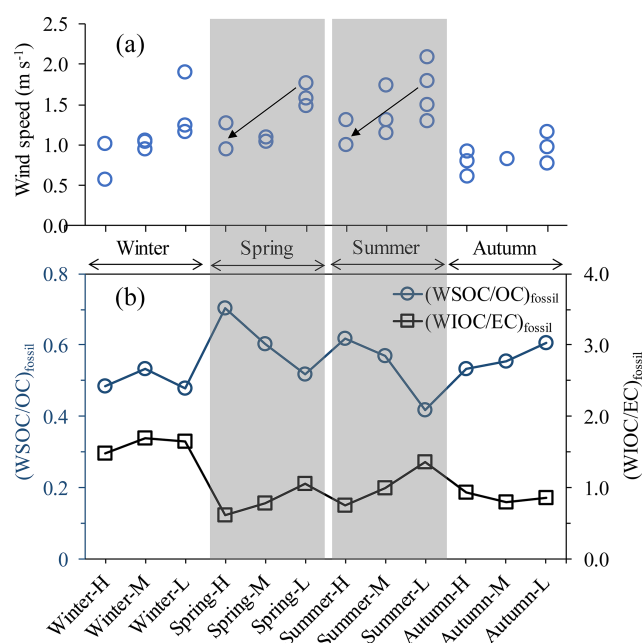 (a)
Wind speed (m s⁻¹)
2.5
2.0
1.5
1.0
0.5
0.0
Winter
Spring
Summer
Autumn
(b)
(WSOC/OC)fossil
(WIOC/EC)fossil
(WSOC/OC)fossil
0.8
0.6
0.4
0.2
0
4.0
3.0
2.0
1.0
0.0
(WIOC/EC)fossil
Winter-H
Winter-M
Winter-L
Spring-H
Spring-M
Spring-L
Summer-H
Summer-M
Summer-L
Autumn-H
Autumn-M
Autumn-L